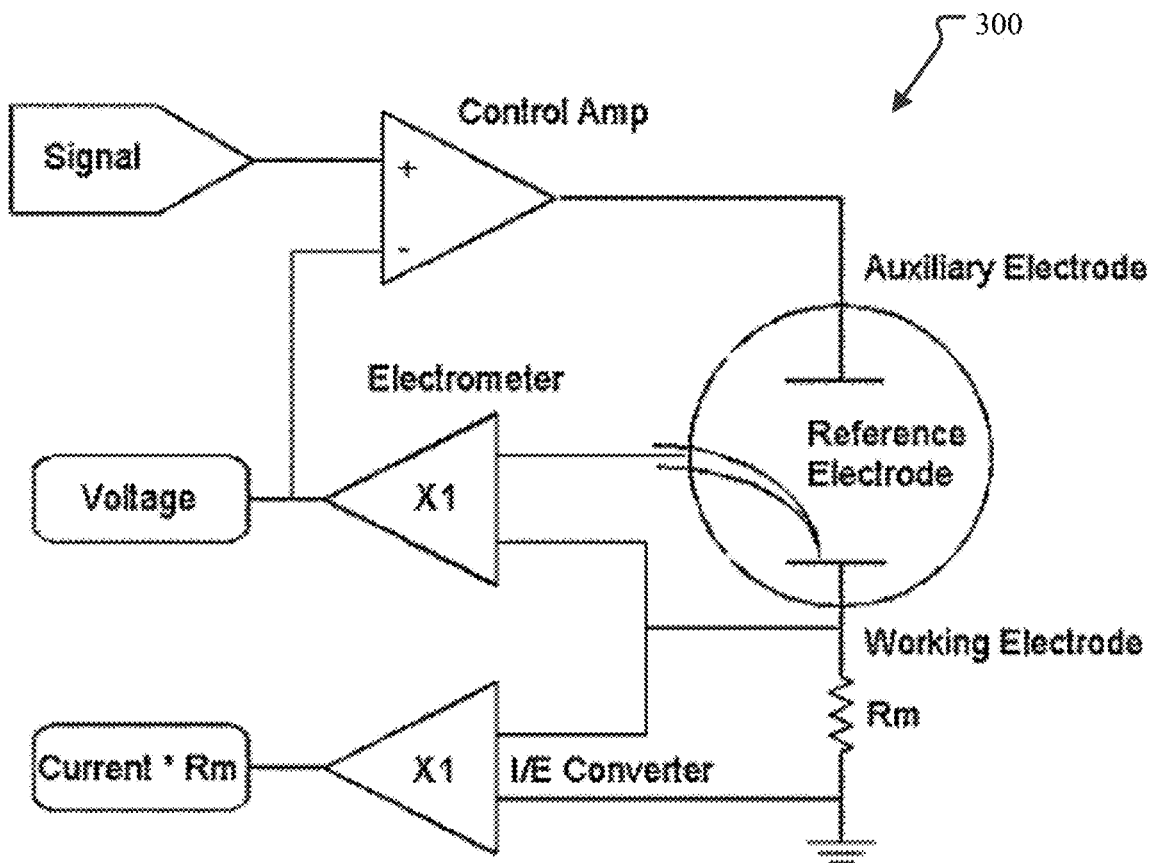 300
Control Amp
Signal
+
-
Auxiliary Electrode
Electrometer
Reference
Electrode
Voltage
X1
Working Electrode
Rm
Current * Rm
X1
I/E Converter